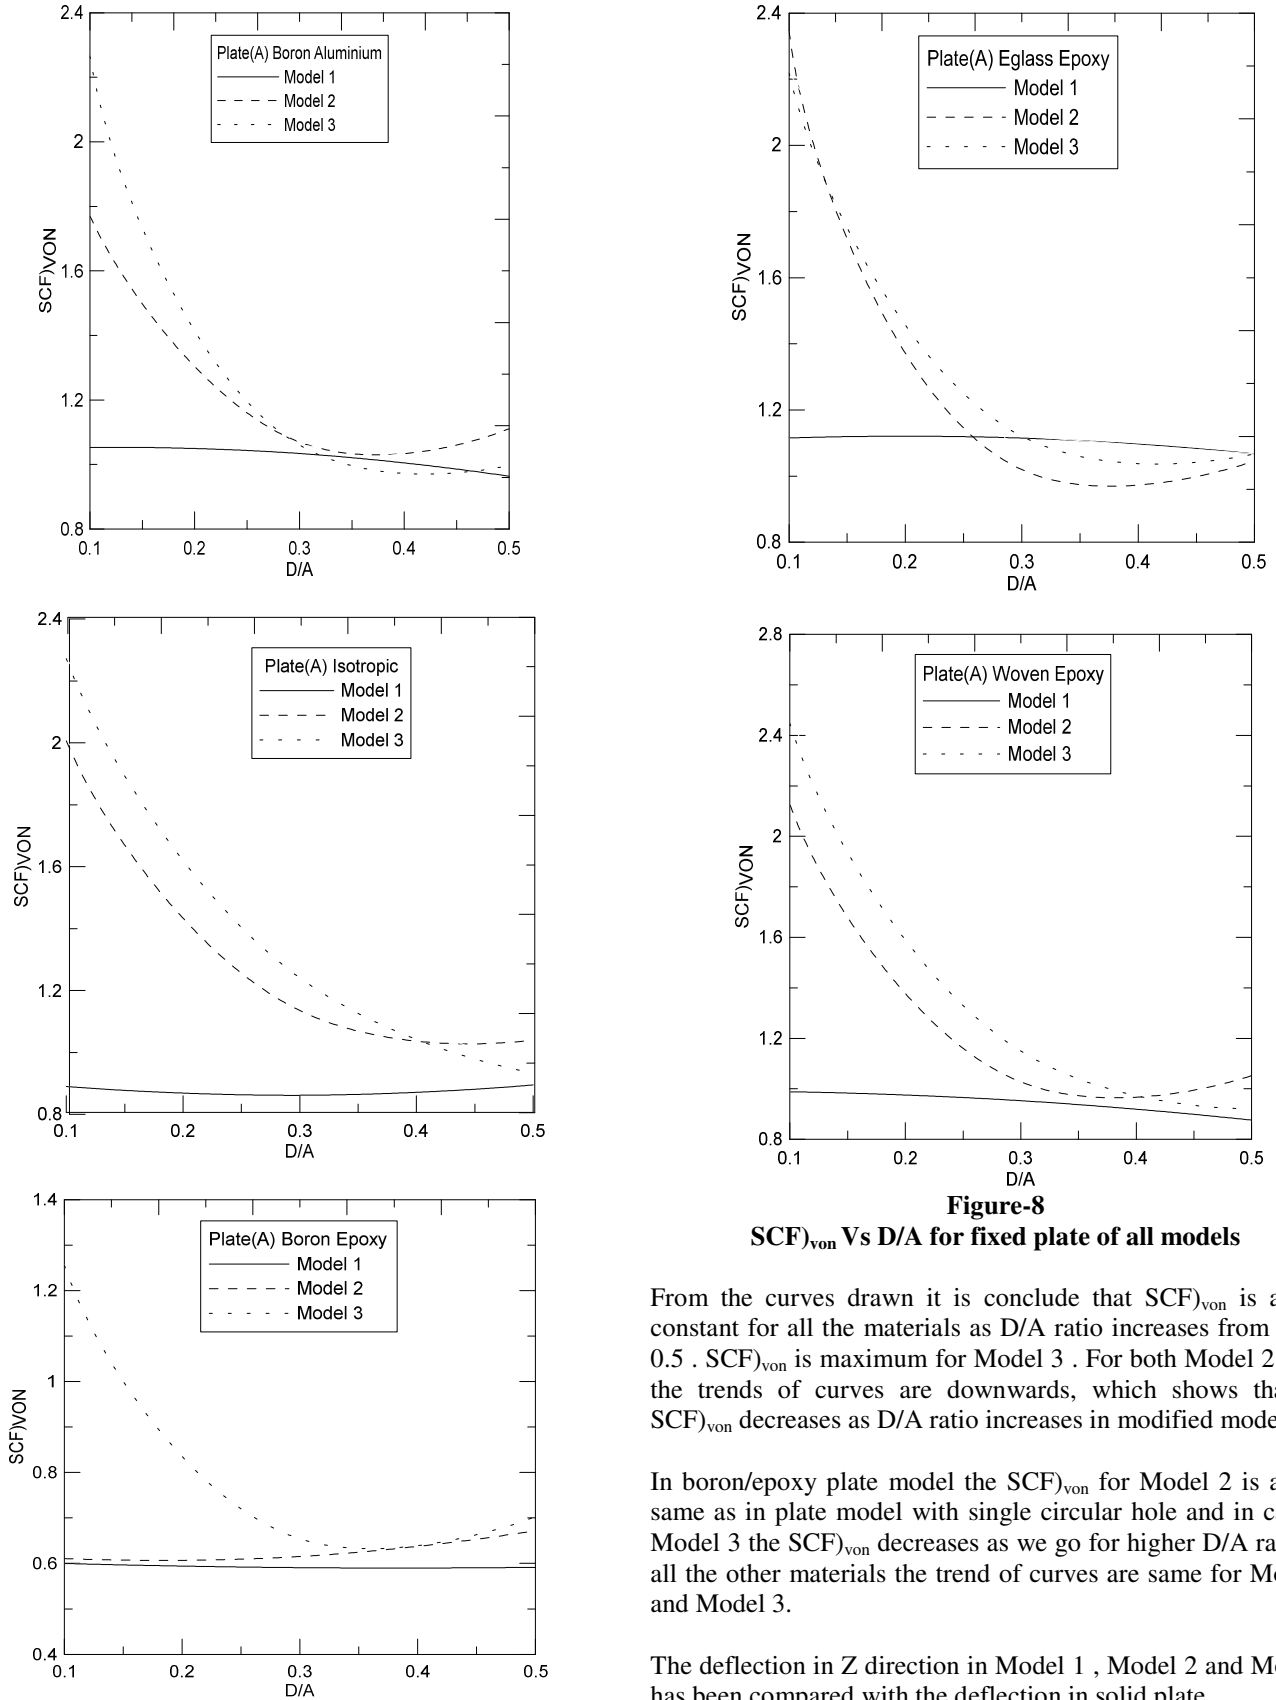 2.4
2
1.6
1.2
0.8
SCF)VON
Plate(A) Boron Aluminium
Model 1
Model 2
Model 3
0.1 0.2 0.3 0.4 0.5
D/A
2.4
2
1.6
1.2
0.8
SCF)VON
Plate(A) Isotropic
Model 1
Model 2
Model 3
0.1 0.2 0.3 0.4 0.5
D/A
1.4
1.2
1
0.8
0.6
0.4
SCF)VON
Plate(A) Boron Epoxy
Model 1
Model 2
Model 3
0.1 0.2 0.3 0.4 0.5
D/A
2.4
2
1.6
1.2
0.8
SCF)VON
Plate(A) Eglass Epoxy
Model 1
Model 2
Model 3
0.1 0.2 0.3 0.4 0.5
D/A
2.8
2.4
2
1.6
1.2
0.8
SCF)VON
Plate(A) Woven Epoxy
Model 1
Model 2
Model 3
0.1 0.2 0.3 0.4 0.5
D/A
Figure-8
SCF)von Vs D/A for fixed plate of all models
From the curves drawn it is conclude that SCF)von is a
constant for all the materials as D/A ratio increases from
0.5 . SCF)von is maximum for Model 3 . For both Model 2
the trends of curves are downwards, which shows tha
SCF)von decreases as D/A ratio increases in modified mode
In boron/epoxy plate model the SCF)von for Model 2 is a
same as in plate model with single circular hole and in c
Model 3 the SCF)von decreases as we go for higher D/A ra
all the other materials the trend of curves are same for Mo
and Model 3.
The deflection in Z direction in Model 1 , Model 2 and Mo
has been compared with the deflection in solid plate